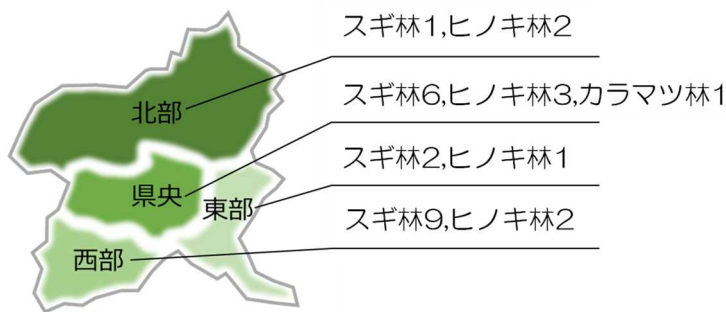 スギ林1,ヒノキ林2
北部
スギ林6,ヒノキ林3,カラマツ林1
県央
スギ林2,ヒノキ林1
東部
スギ林9,ヒノキ林2
西部